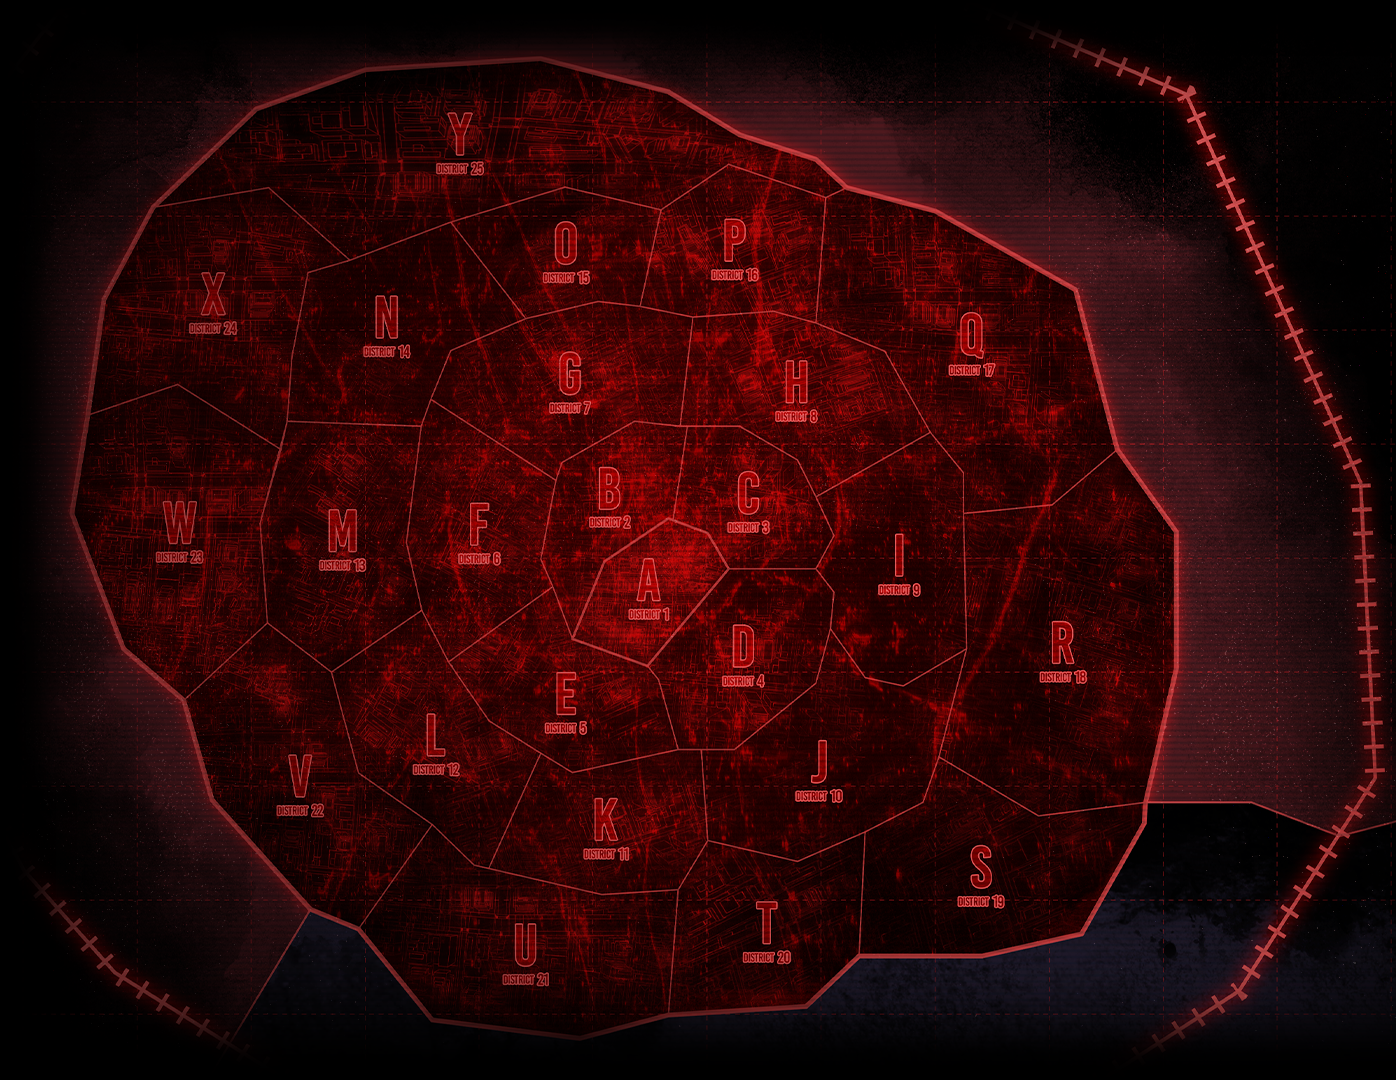 Y
DISTRICT 25
O
DISTRICT 15
P
DISTRICT 16
X
DISTRICT 24
N
DISTRICT 14
Q
DISTRICT 17
G
DISTRICT 7
H
DISTRICT 8
B
DISTRICT 2
C
DISTRICT 3
W
DISTRICT 23
M
DISTRICT 13
F
DISTRICT 6
I
DISTRICT 9
A
DISTRICT 1
D
DISTRICT 4
R
DISTRICT 18
E
DISTRICT 5
L
DISTRICT 12
V
DISTRICT 22
J
DISTRICT 10
K
DISTRICT 11
S
DISTRICT 19
T
DISTRICT 20
U
DISTRICT 21